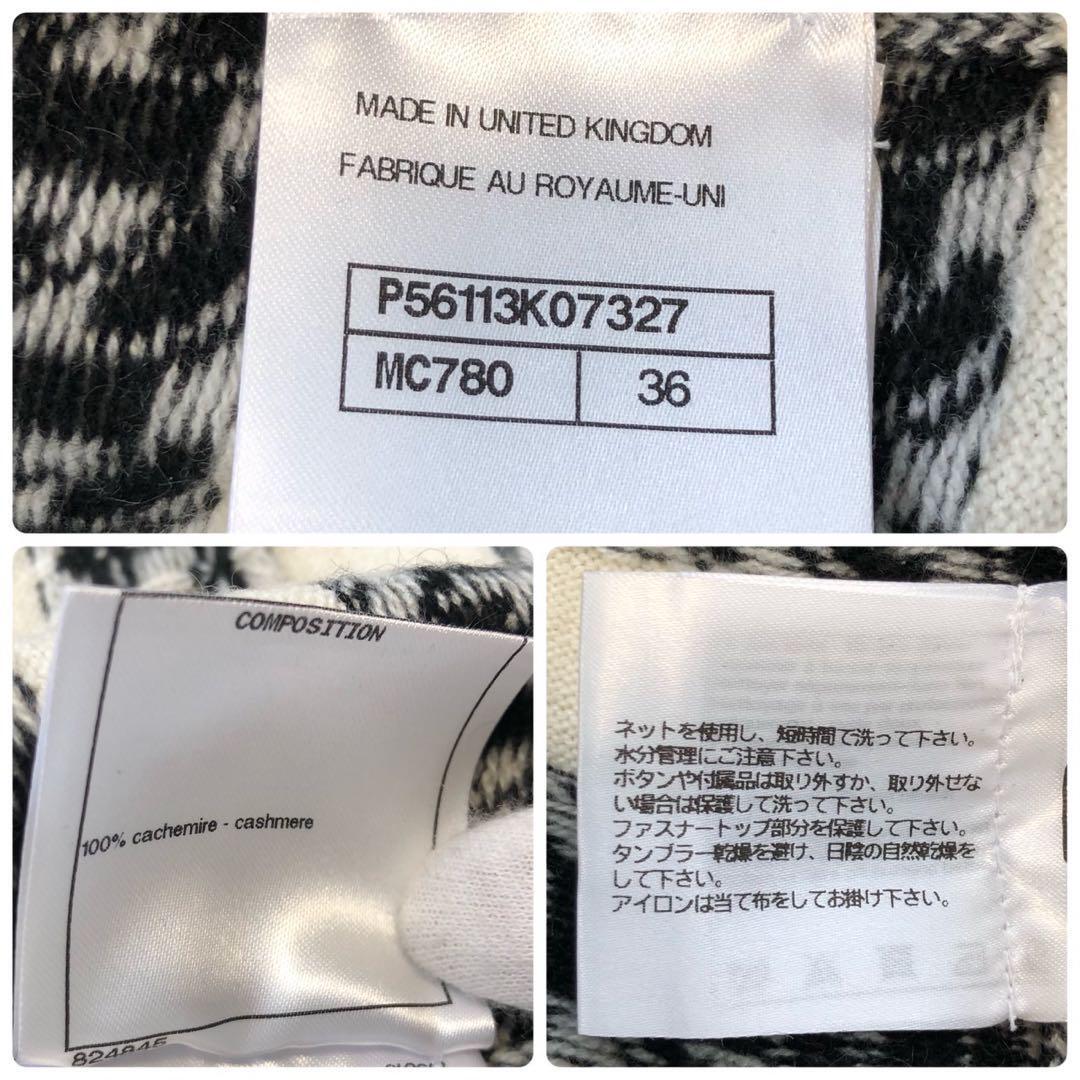 MADE IN UNITED KINGDOM
FABRIQUE AU ROYAUME-UNI
P56113K07327
MC780 36
COMPOSITION
100% cachemire - cashmere
ネットを使用し、短時間で洗って下さい。
水分管理にご注意下さい。
ボタンや付属品は取り外すか、取り外せな
い場合は保護して洗って下さい。
ファスナートップ部分を保護して下さい。
タンブラー乾燥を避け、日陰の自然乾燥を
して下さい。
アイロンは当て布をしてお掛け下さい。